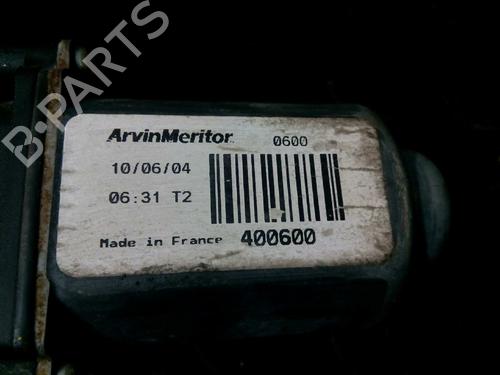 B-PARTS
ArvinMeritor 0600
10/06/04
06:31 T2
Made in France 400600